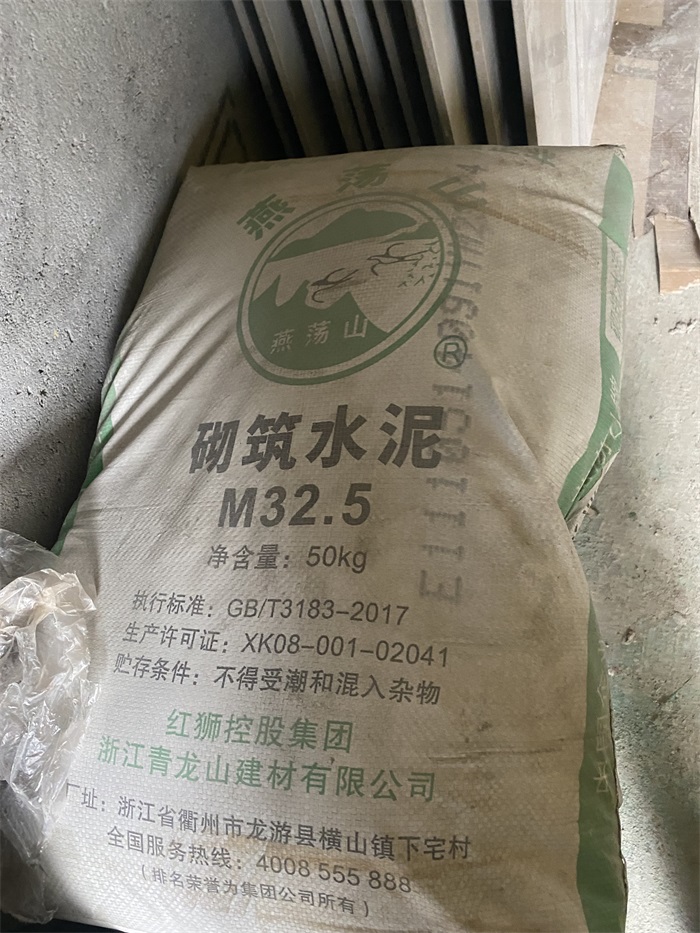 燕荡山
燕荡山
®
砌筑水泥
M32.5
净含量：50kg
执行标准：GB/T3183-2017
生产许可证：XK08-001-02041
贮存条件：不得受潮和混入杂物
红狮控股集团
浙江青龙山建材有限公司
厂址：浙江省衢州市龙游县横山镇下宅村
全国服务热线：4008 555 888
（排名荣誉为集团公司所有）